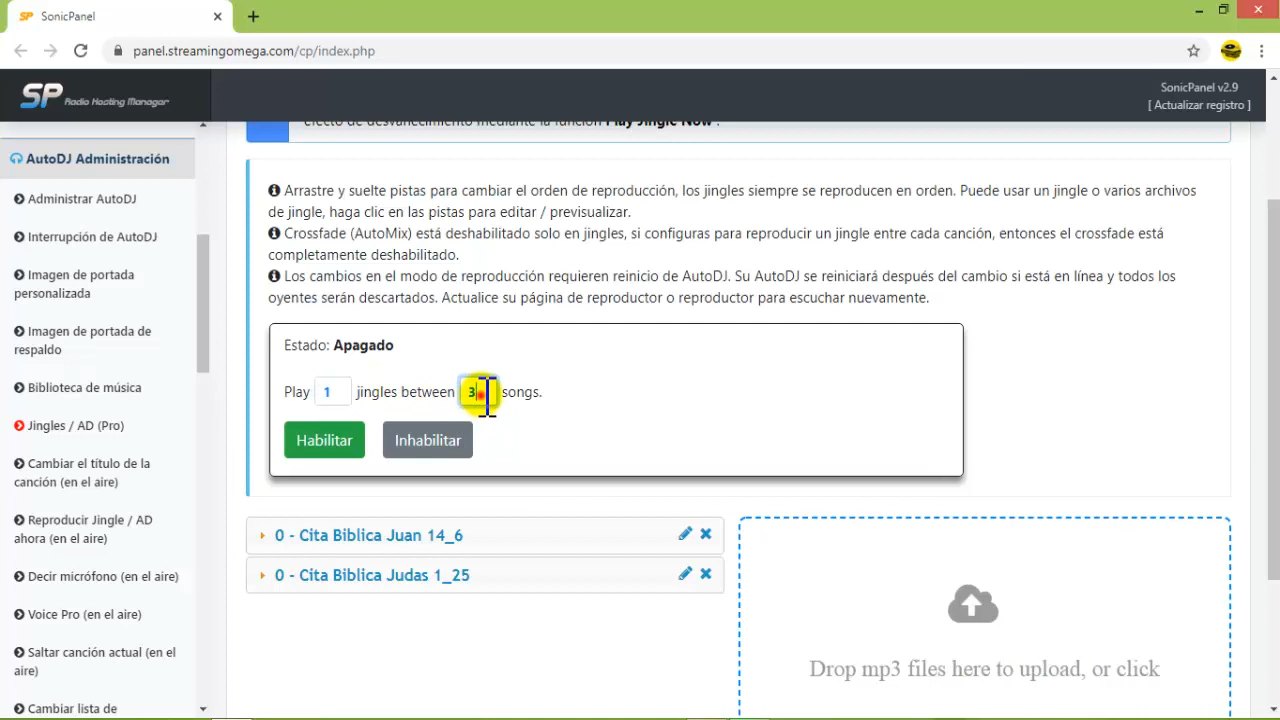 SonicPanel
panel.streamingomega.com/cp/index.php
SP Radio Hosting Manager
SonicPanel v2.9
[ Actualizar registro ]
AutoDJ Administración
Administrar AutoDJ
Interrupción de AutoDJ
Imagen de portada
personalizada
Imagen de portada de
respaldo
Biblioteca de música
Jingles / AD (Pro)
Cambiar el título de la
canción (en el aire)
Reproducir Jingle / AD
ahora (en el aire)
Decir micrófono (en el aire)
Voice Pro (en el aire)
Saltar canción actual (en el
aire)
Cambiar lista de
efecto de desvanecimiento mediante la función "Play Jingle Now".
Arrastre y suelte pistas para cambiar el orden de reproducción, los jingles siempre se reproducen en orden. Puede usar un jingle o varios archivos
de jingle, haga clic en las pistas para editar / previsualizar.
Crossfade (AutoMix) está deshabilitado solo en jingles, si configuras para reproducir un jingle entre cada canción, entonces el crossfade está
completamente deshabilitado.
Los cambios en el modo de reproducción requieren reinicio de AutoDJ. Su AutoDJ se reiniciará después del cambio si está en línea y todos los
oyentes serán descartados. Actualice su página de reproductor o reproductor para escuchar nuevamente.
Estado: Apagado
Play 1 jingles between 3 songs.
Habilitar Inhabilitar
0 - Cita Biblica Juan 14_6
0 - Cita Biblica Judas 1_25
Drop mp3 files here to upload, or click